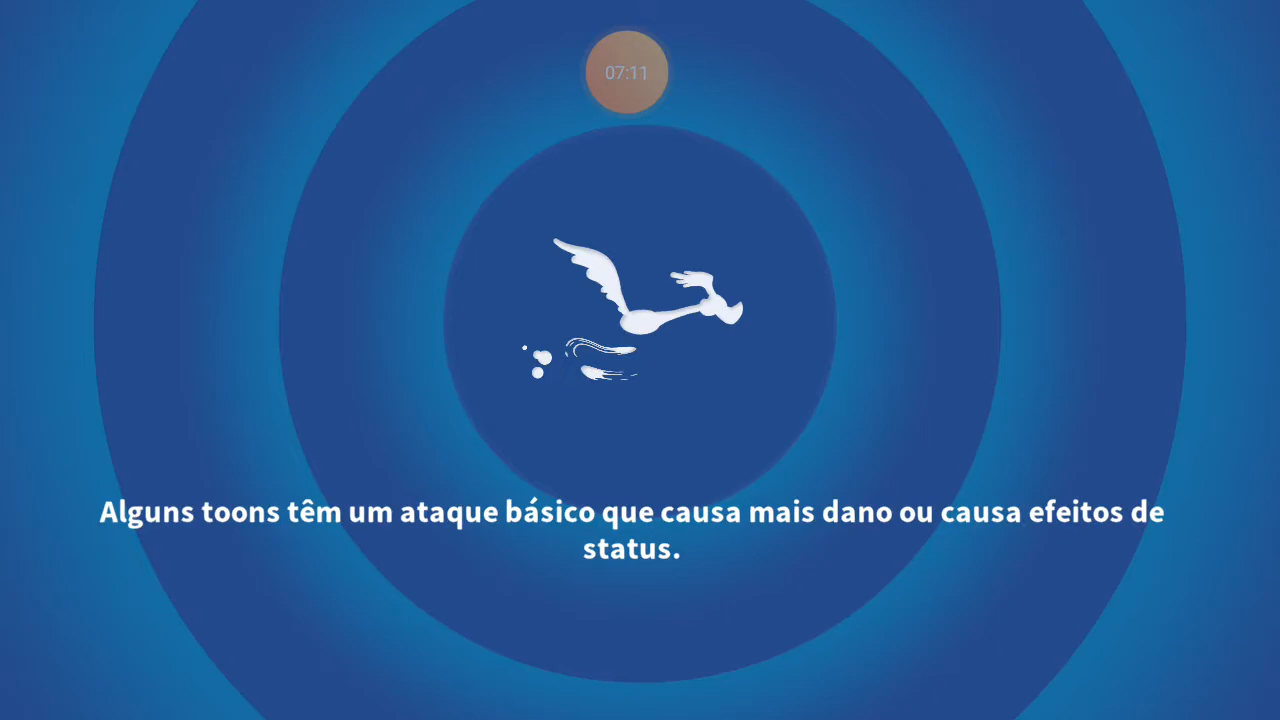 07:11
Alguns toons têm um ataque básico que causa mais dano ou causa efeitos de
status.